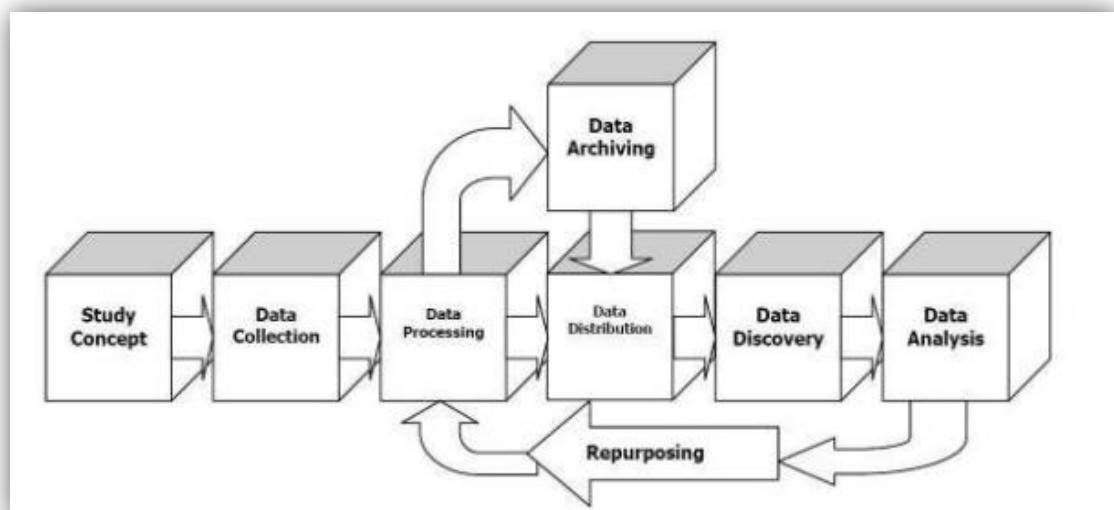 Data
Archiving
Study
Concept
Data
Collection
Data
Processing
Data
Distribution
Data
Discovery
Data
Analysis
Repurposing